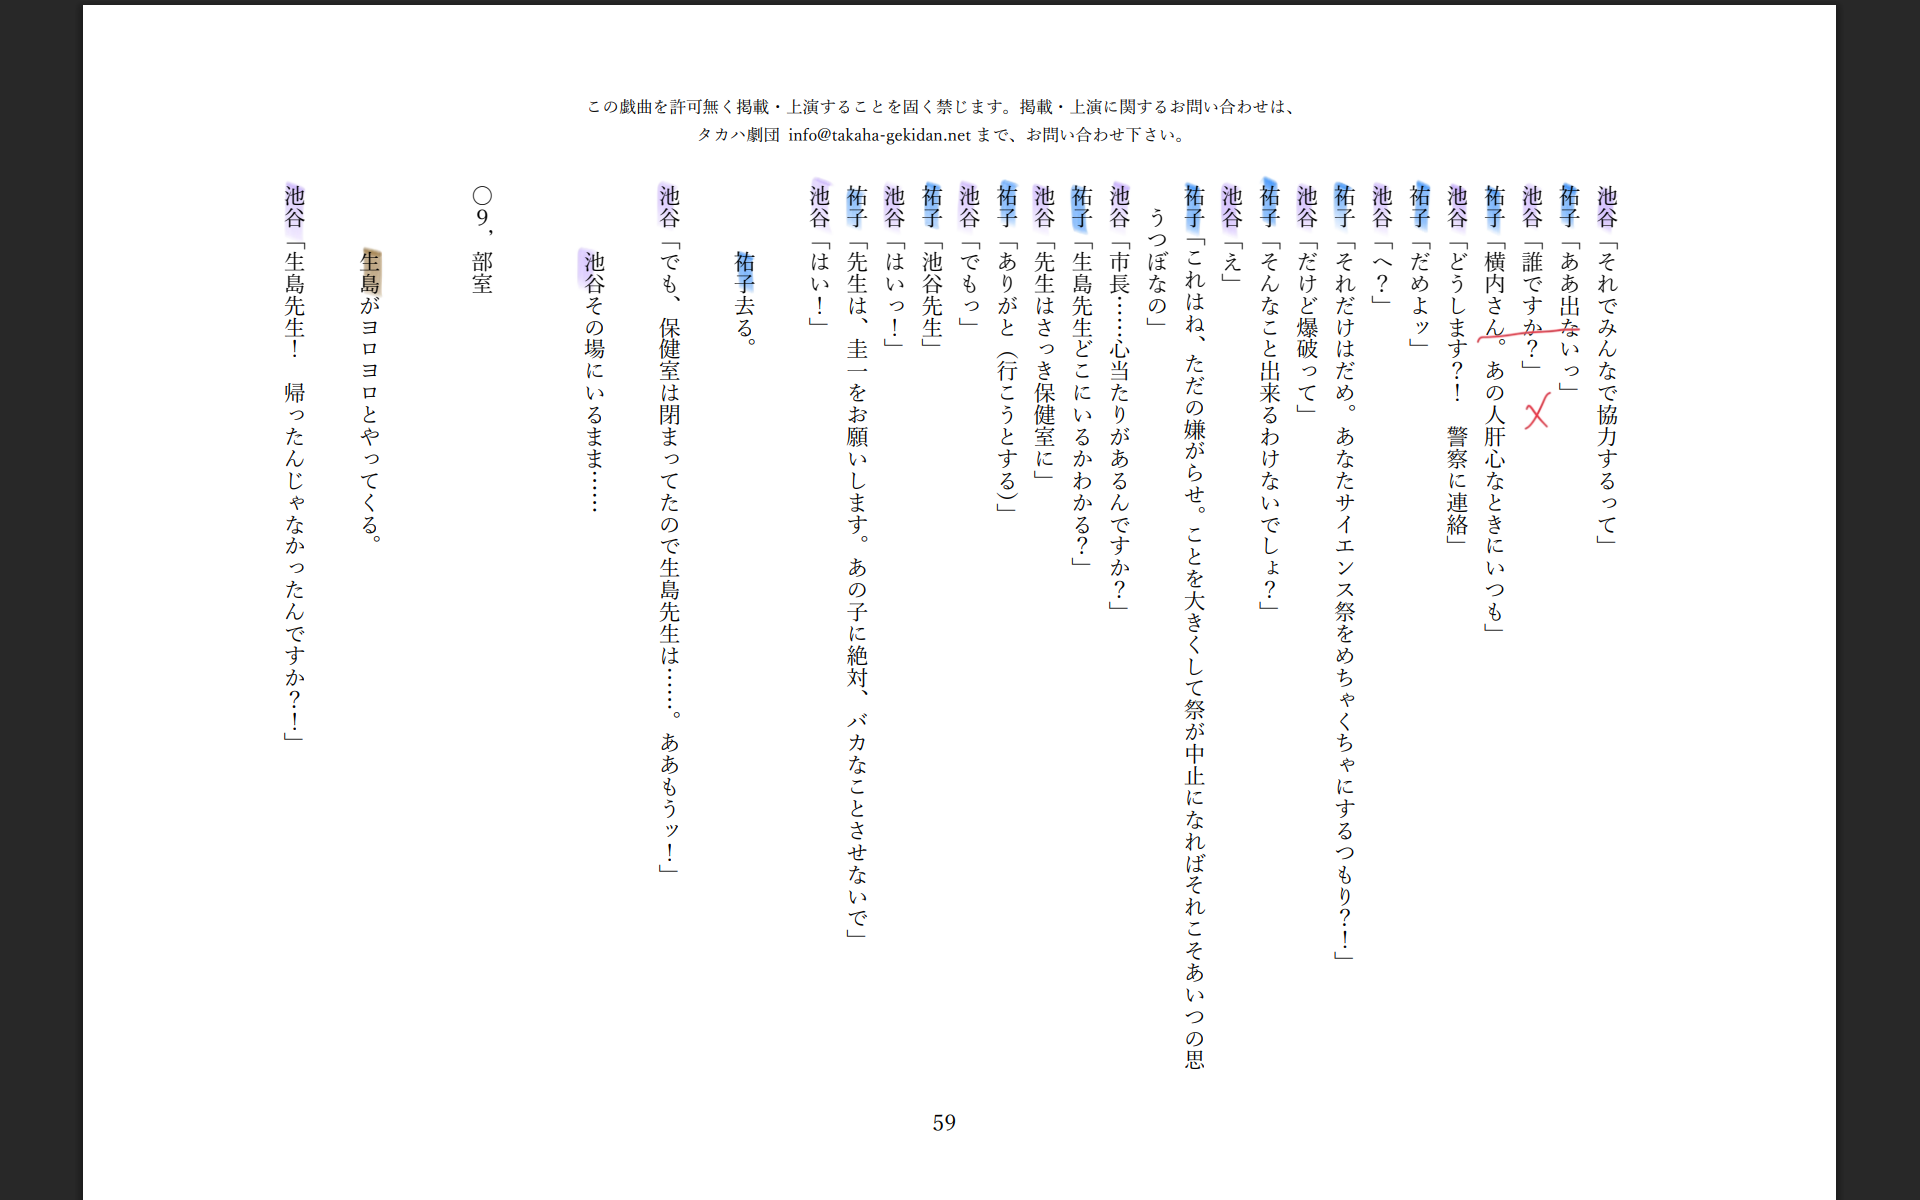 この戯曲を許可無く掲載・上演することを固く禁じます。掲載・上演に関するお問い合わせは、
タカハ劇団 info@takaha-gekidan.net まで、お問い合わせ下さい。
池谷「それでみんなで協力するって」
祐子「ああ出ないっ」
池谷「誰ですか？」
祐子「横内さん。あの人肝心なときにいつも」
池谷「どうします？！　警察に連絡」
祐子「だめよッ」
池谷「へ？」
祐子「それだけはだめ。あなたサイエンス祭をめちゃくちゃにするつもり？！」
池谷「だけど爆破って」
祐子「そんなこと出来るわけないでしょ？」
池谷「え」
祐子「これはね、ただの嫌がらせ。ことを大きくして祭が中止になればそれこそあいつの思
うつぼなの」
池谷「市長……心当たりがあるんですか？」
祐子「生島先生どこにいるかわかる？」
池谷「先生はさっき保健室に」
祐子「ありがと（行こうとする）」
池谷「でもっ」
祐子「池谷先生」
池谷「はいっ！」
祐子「先生は、圭一をお願いします。あの子に絶対、バカなことさせないで」
池谷「はい！」
祐子去る。
池谷「でも、保健室は閉まってたので生島先生は……。ああもうッ！」
池谷その場にいるまま……
〇9，部室
生島がヨロヨロとやってくる。
池谷「生島先生！　帰ったんじゃなかったんですか？！」
59